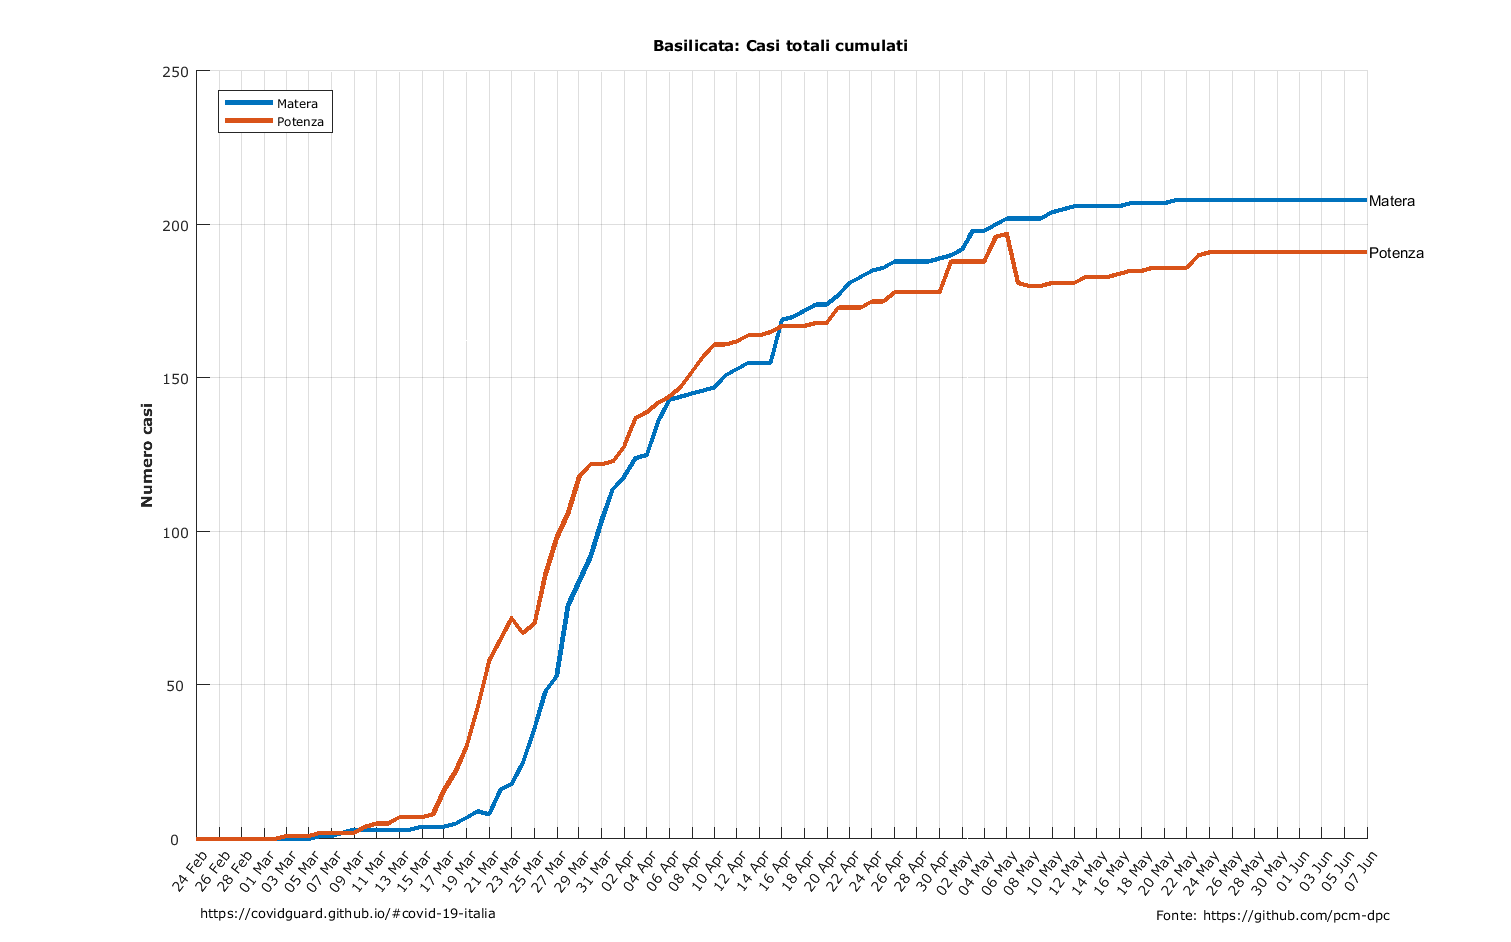 Basilicata: Casi totali cumulati
250
200
150
100
50
0
Numero casi
Matera
Potenza
Matera
Potenza
24 Feb
26 Feb
28 Feb
01 Mar
03 Mar
05 Mar
07 Mar
09 Mar
11 Mar
13 Mar
15 Mar
17 Mar
19 Mar
21 Mar
23 Mar
25 Mar
27 Mar
29 Mar
31 Mar
02 Apr
04 Apr
06 Apr
08 Apr
10 Apr
12 Apr
14 Apr
16 Apr
18 Apr
20 Apr
22 Apr
24 Apr
26 Apr
28 Apr
30 Apr
02 May
04 May
06 May
08 May
10 May
12 May
14 May
16 May
18 May
20 May
22 May
24 May
26 May
28 May
30 May
01 Jun
03 Jun
05 Jun
07 Jun
https://covidguard.github.io/#covid-19-italia
Fonte: https://github.com/pcm-dpc